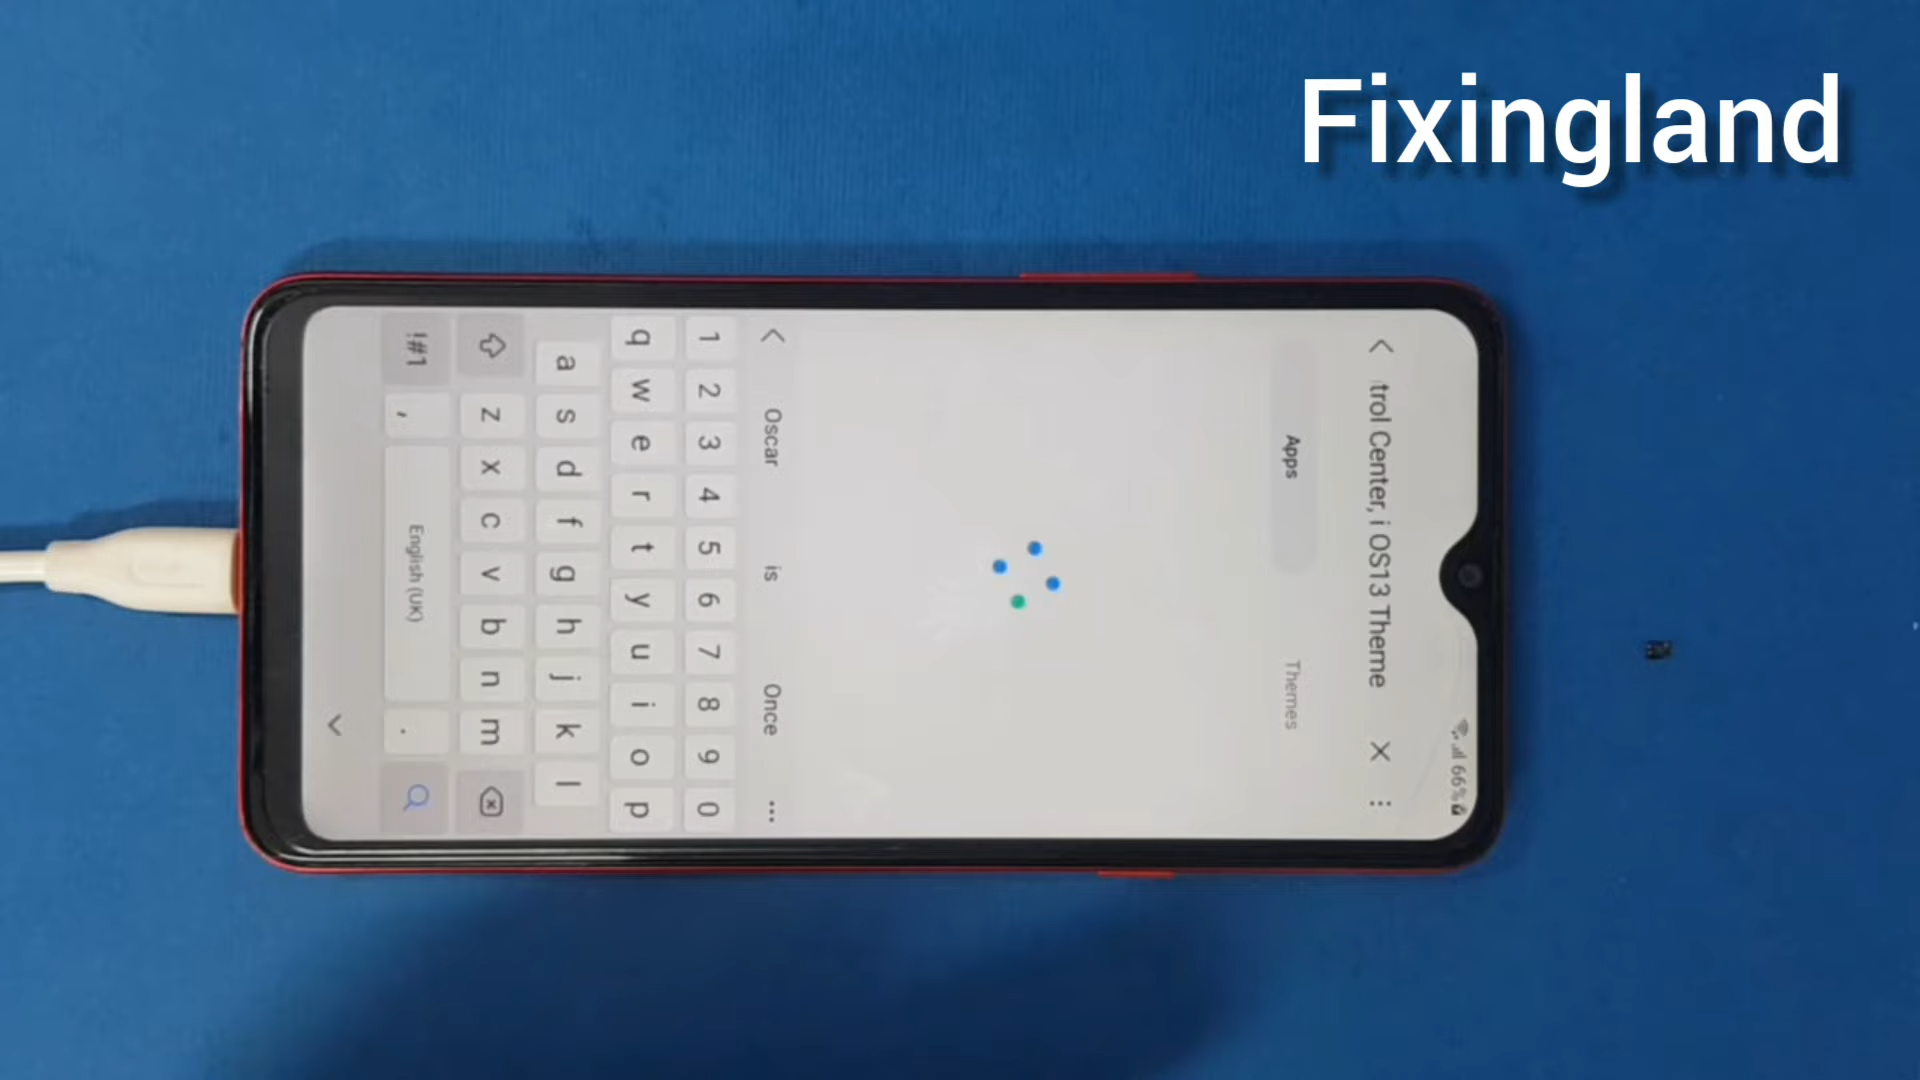 Fixingland
66%
trol Center, i OS13 Theme
Apps Themes
Oscar is Once ...
1 2 3 4 5 6 7 8 9 0
q w e r t y u i o p
a s d f g h j k l
z x c v b n m
!#1 , English (UK) .